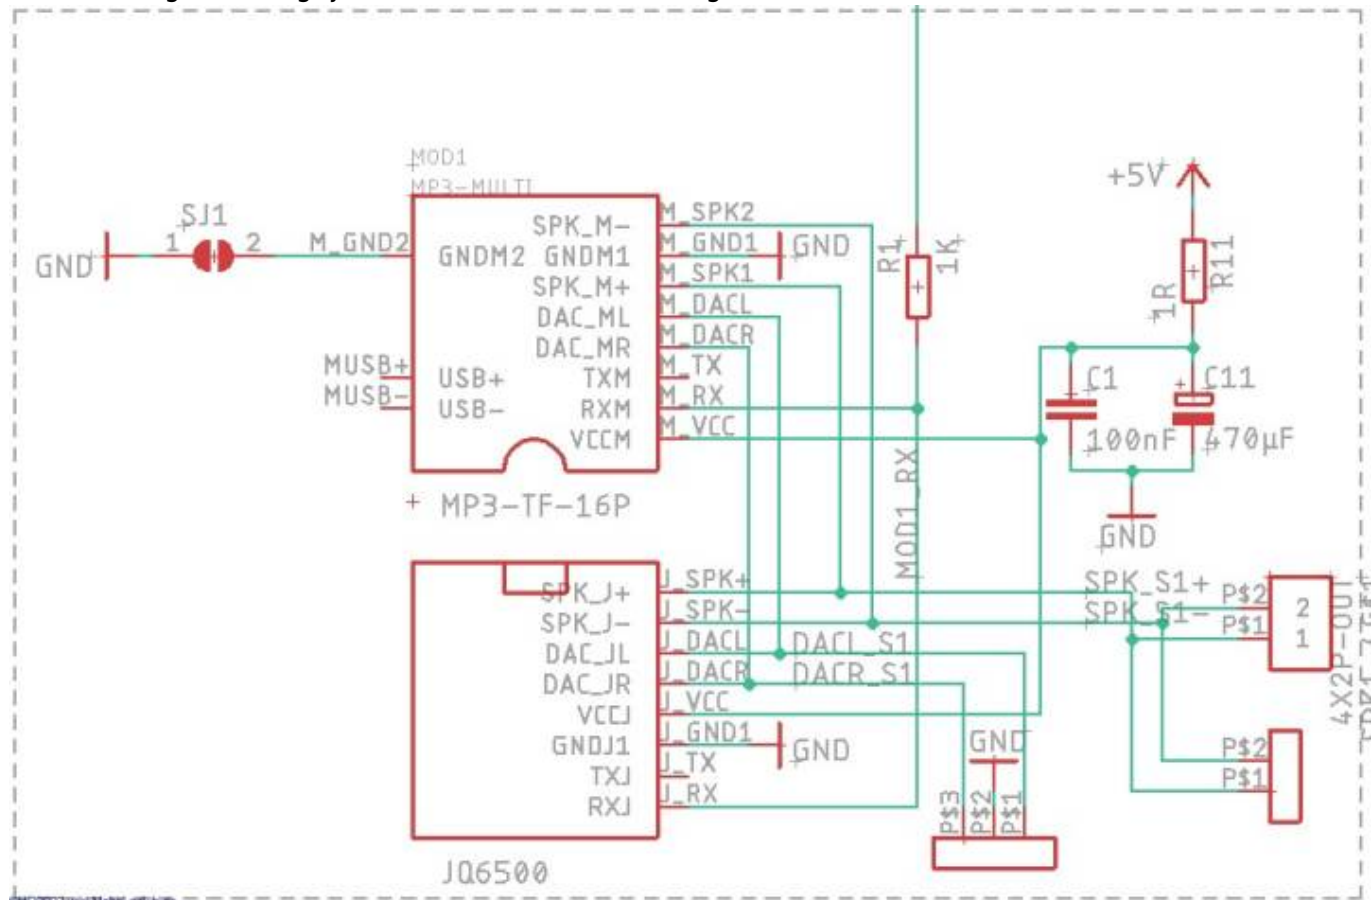 MOD1
MP3-MULTI
SJ1
1
2
GND
M_GND2
GNDM2
SPK_M-
GNDM1
SPK_M+
DAC_ML
DAC_MR
TXM
RXM
VCCM
USB+
USB-
MUSB+
MUSB-
M_SPK2
M_GND1
GND
M_SPK1
M_DACL
M_DACR
M_TX
M_RX
M_VCC
MP3-TF-16P
R1
1K
MOD1_RX
+5V
R11
1R
C1
100nF
C11
470µF
GND
SPK_J+
SPK_J-
DAC_JL
DAC_JR
VCCJ
GNDJ1
TXJ
RXJ
J_SPK+
J_SPK-
J_DACL
J_DACR
J_VCC
J_GND1
GND
J_TX
J_RX
JQ6500
DACL_S1
DACR_S1
SPK_S1+
SPK_S1-
P$2
P$1
2
1
4X2P-OUT
P$2
P$1
GND
P$3
P$2
P$1